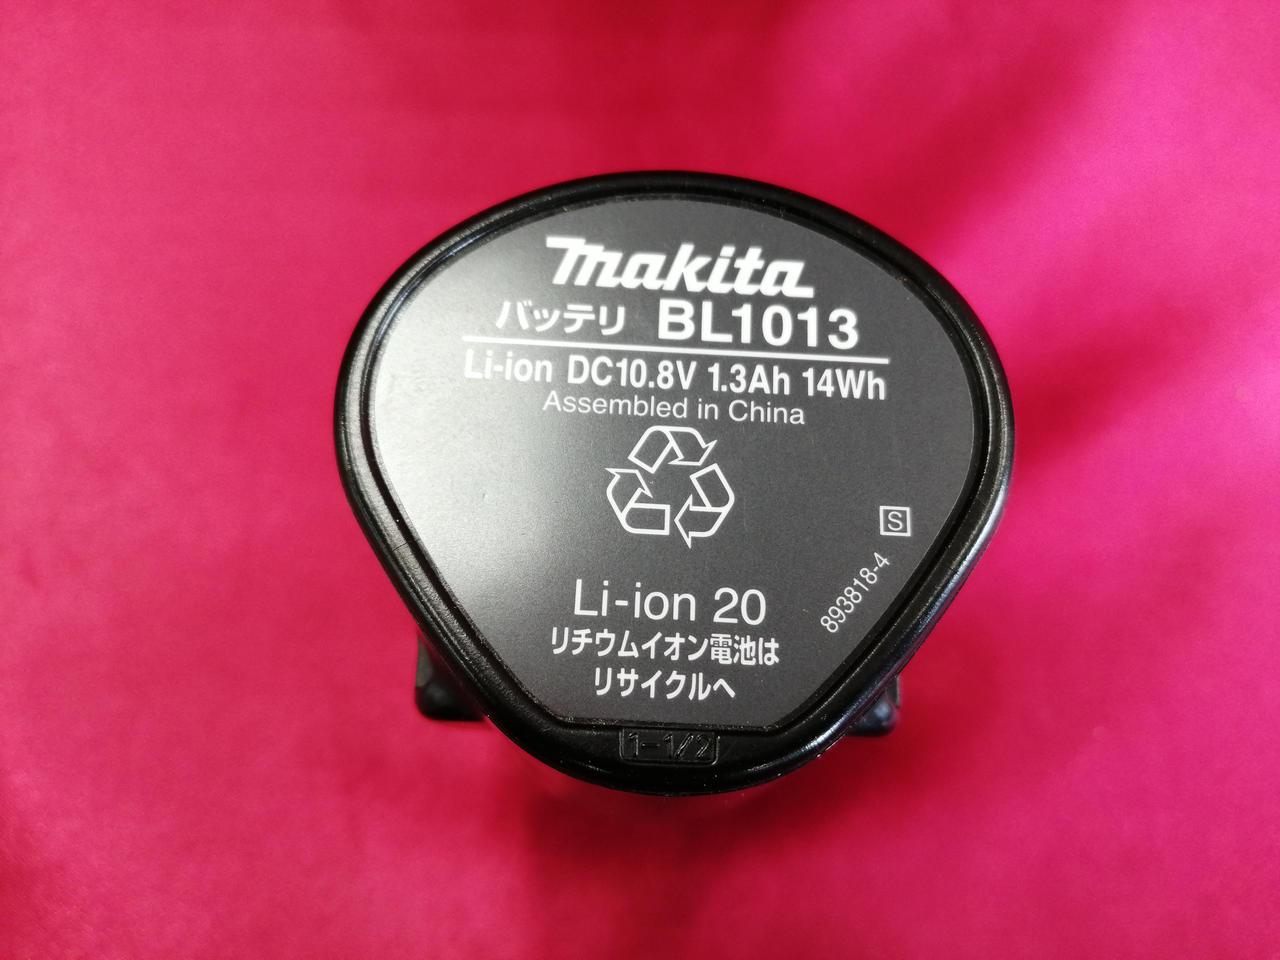 makita
バッテリ BL1013
Li-ion DC10.8V 1.3Ah 14Wh
Assembled in China
S
893818-4
Li-ion 20
リチウムイオン電池は
リサイクルへ
1-1/2